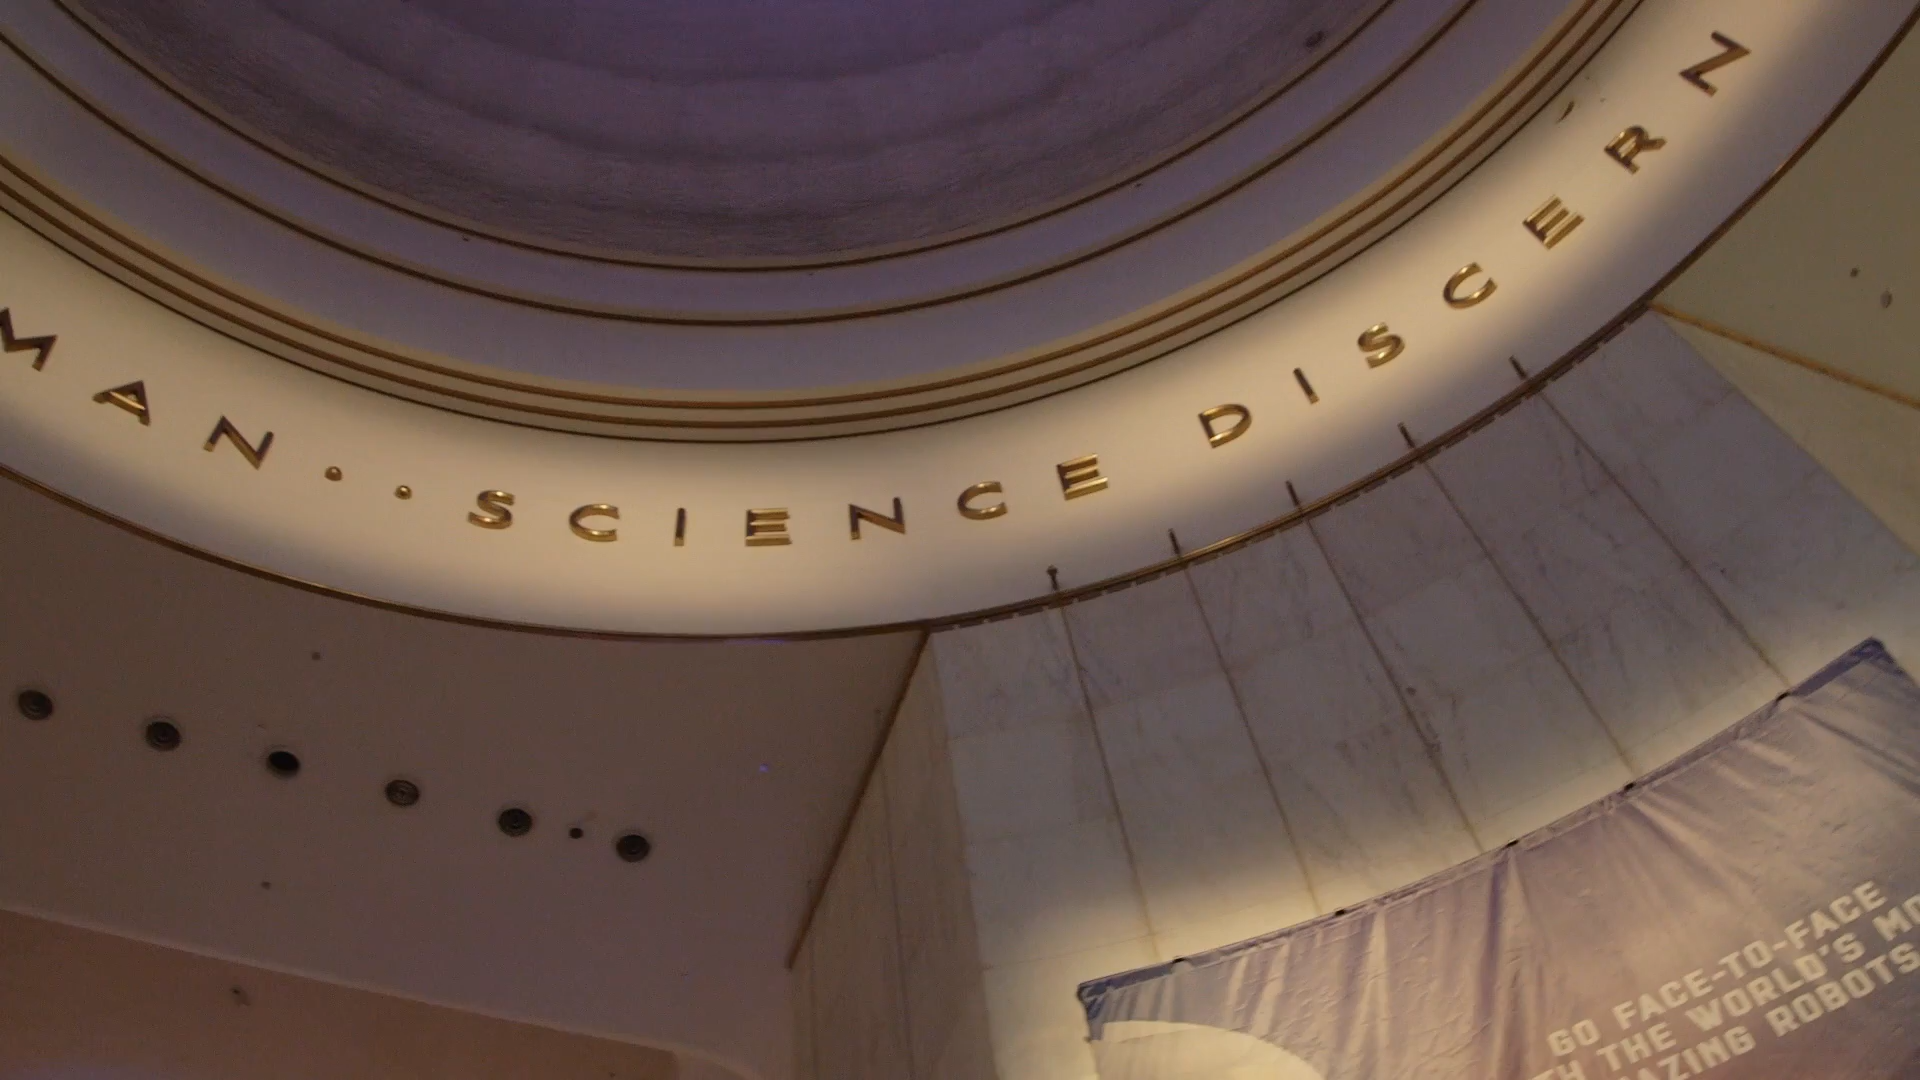 MAN.. SCIENCE DISCERN
GO FACE-TO-FACE
THE WORLD'S
ROBOTS